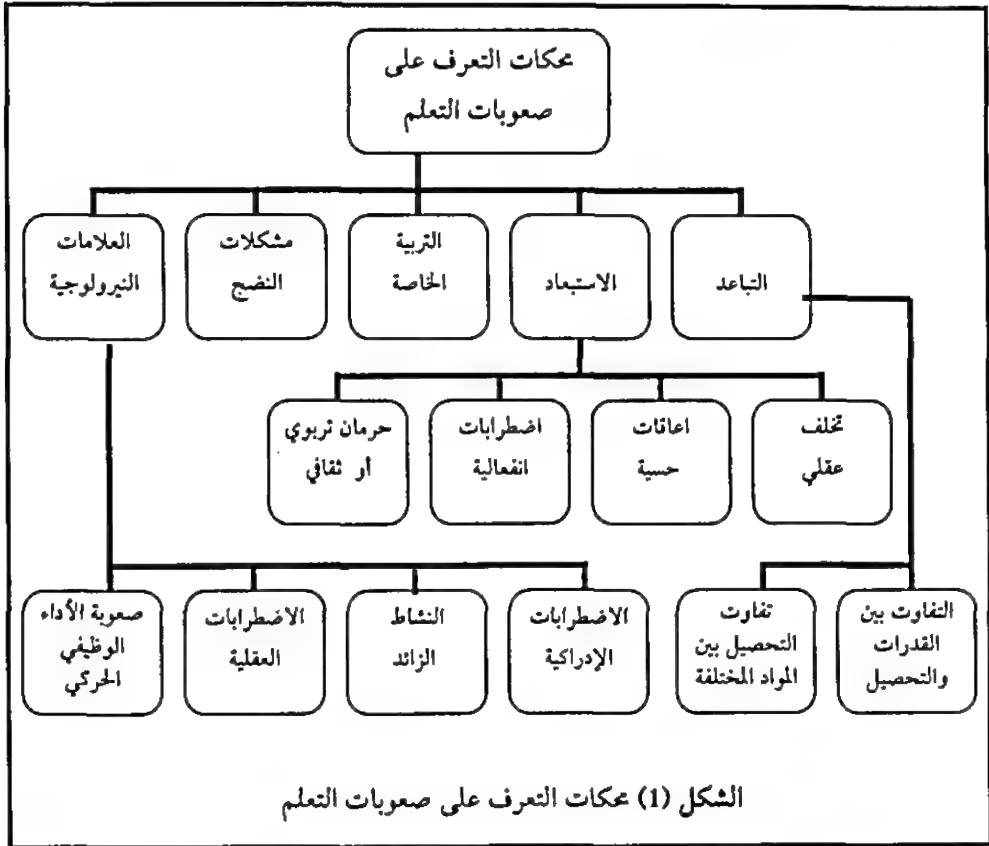 محكات التعرف على
صعوبات التعلم
التباعد
الاستبعاد
التربية
الخاصة
مشكلات
النضج
العلامات
النيرولوجية
تخلف
عقلي
اعاقات
حسية
اضطرابات
انفعالية
حرمان تربوي
أو ثقافي
التفاوت بين
القدرات
والتحصيل
تفاوت
التحصيل بين
المواد المختلفة
الاضطرابات
الإدراكية
النشاط
الزائد
الاضطرابات
العقلية
صعوبة الأداء
الوظيفي
الحركي
الشكل (1) محكات التعرف على صعوبات التعلم